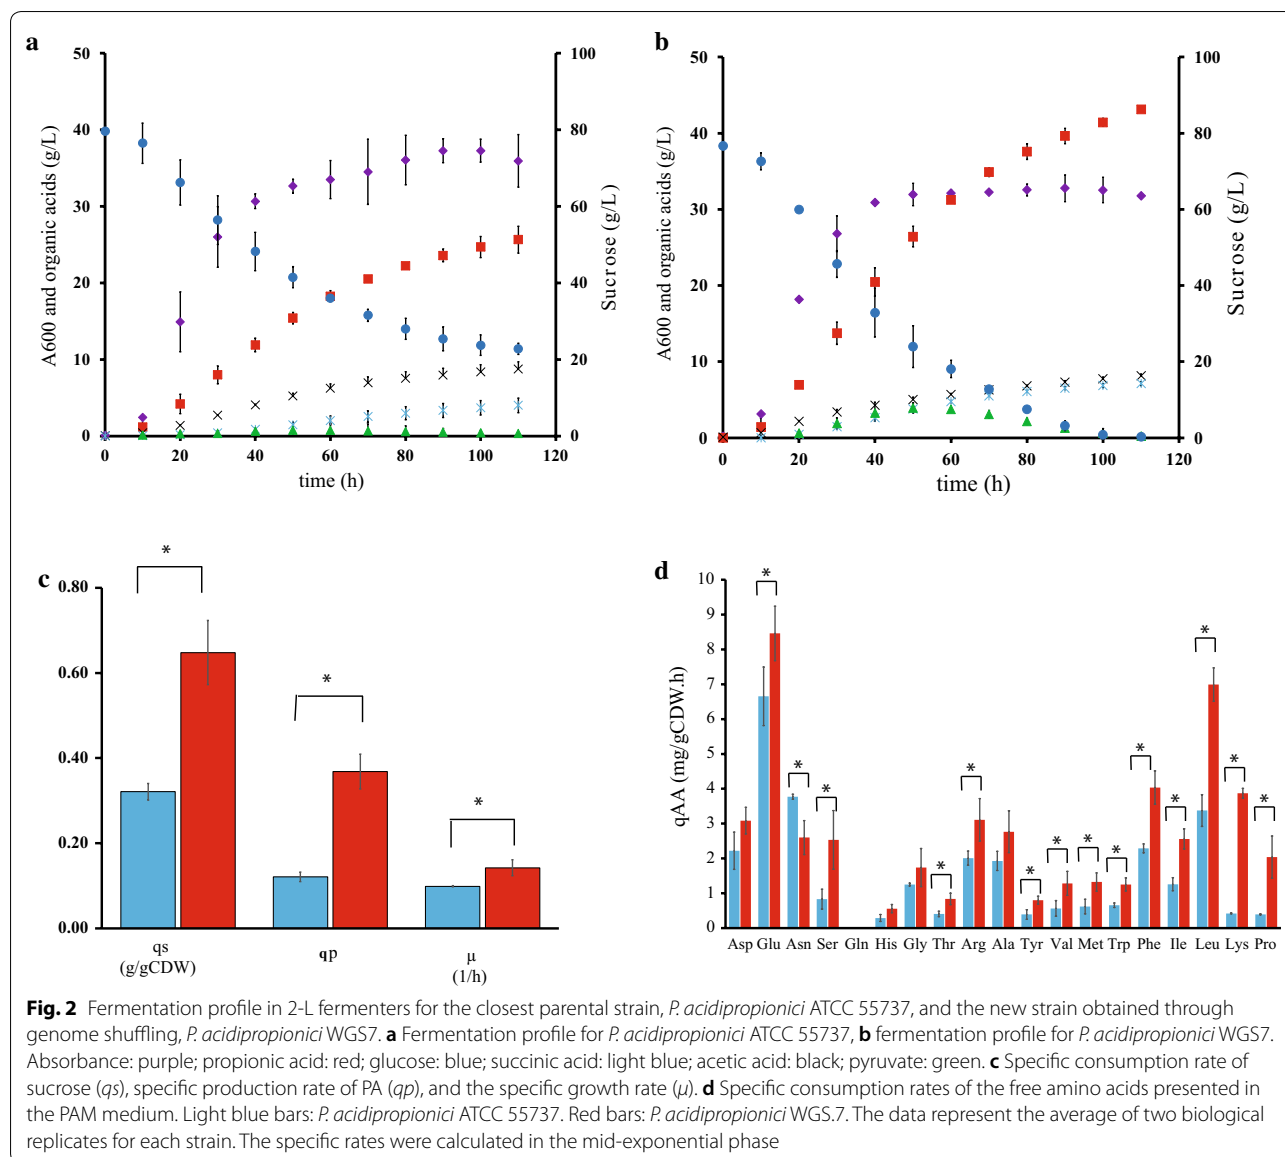 a
50
40
30
20
10
0
A600 and organic acids (g/L)
100
80
60
40
20
0
Sucrose (g/L)
0 20 40 60 80 100 120
time (h)
b
50
40
30
20
10
0
A600 and organic acids (g/L)
100
80
60
40
20
0
Sucrose (g/L)
0 20 40 60 80 100 120
time (h)
c
0.80
0.60
0.40
0.20
0.00
* * *
qs qp μ
(g/gCDW) (1/h)
d
10
9
8
7
6
5
4
3
2
1
0
qAA (mg/gCDW.h)
* * * * * * * * * * * * * *
Asp Glu Asn Ser Gln His Gly Thr Arg Ala Tyr Val Met Trp Phe Ile Leu Lys Pro
Fig. 2 Fermentation profile in 2-L fermenters for the closest parental strain, P. acidipropionici ATCC 55737, and the new strain obtained through
genome shuffling, P. acidipropionici WGS7. a Fermentation profile for P. acidipropionici ATCC 55737, b fermentation profile for P. acidipropionici WGS7.
Absorbance: purple; propionic acid: red; glucose: blue; succinic acid: light blue; acetic acid: black; pyruvate: green. c Specific consumption rate of
sucrose (qs), specific production rate of PA (qp), and the specific growth rate (μ). d Specific consumption rates of the free amino acids presented in
the PAM medium. Light blue bars: P. acidipropionici ATCC 55737. Red bars: P. acidipropionici WGS.7. The data represent the average of two biological
replicates for each strain. The specific rates were calculated in the mid-exponential phase